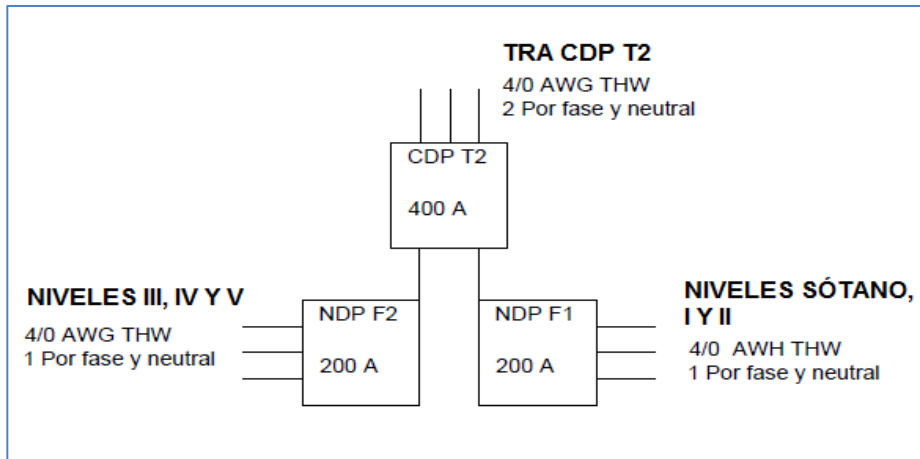 TRA CDP T2
4/0 AWG THW
2 Por fase y neutral
CDP T2
400 A
NIVELES III, IV Y V
4/0 AWG THW
1 Por fase y neutral
NDP F2
200 A
NDP F1
200 A
NIVELES SÓTANO,
I Y II
4/0 AWH THW
1 Por fase y neutral